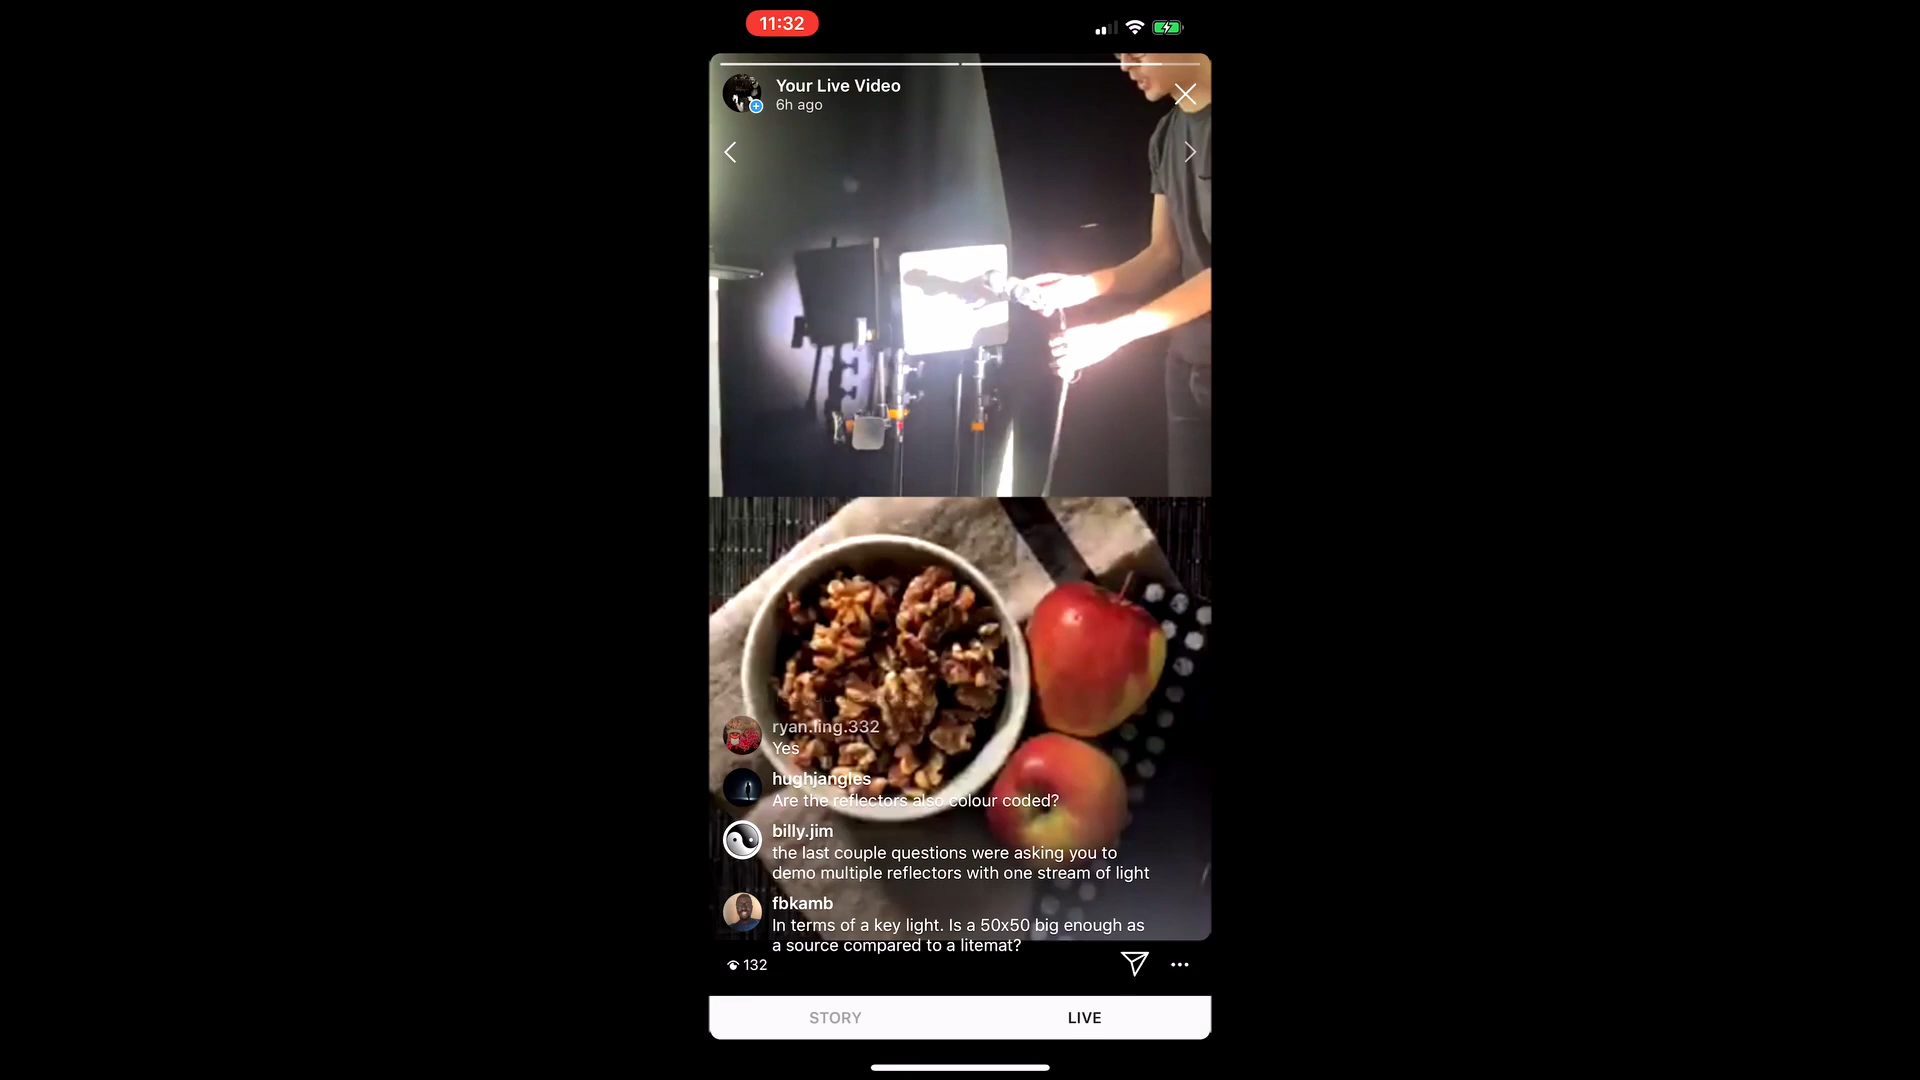 11:32
Your Live Video
6h ago
ryan.ling.332
Yes
hughjangles
Are the reflectors also colour coded?
billy.jim
the last couple questions were asking you to
demo multiple reflectors with one stream of light
fbkamb
In terms of a key light. Is a 50x50 big enough as
a source compared to a litemat?
132
STORY
LIVE